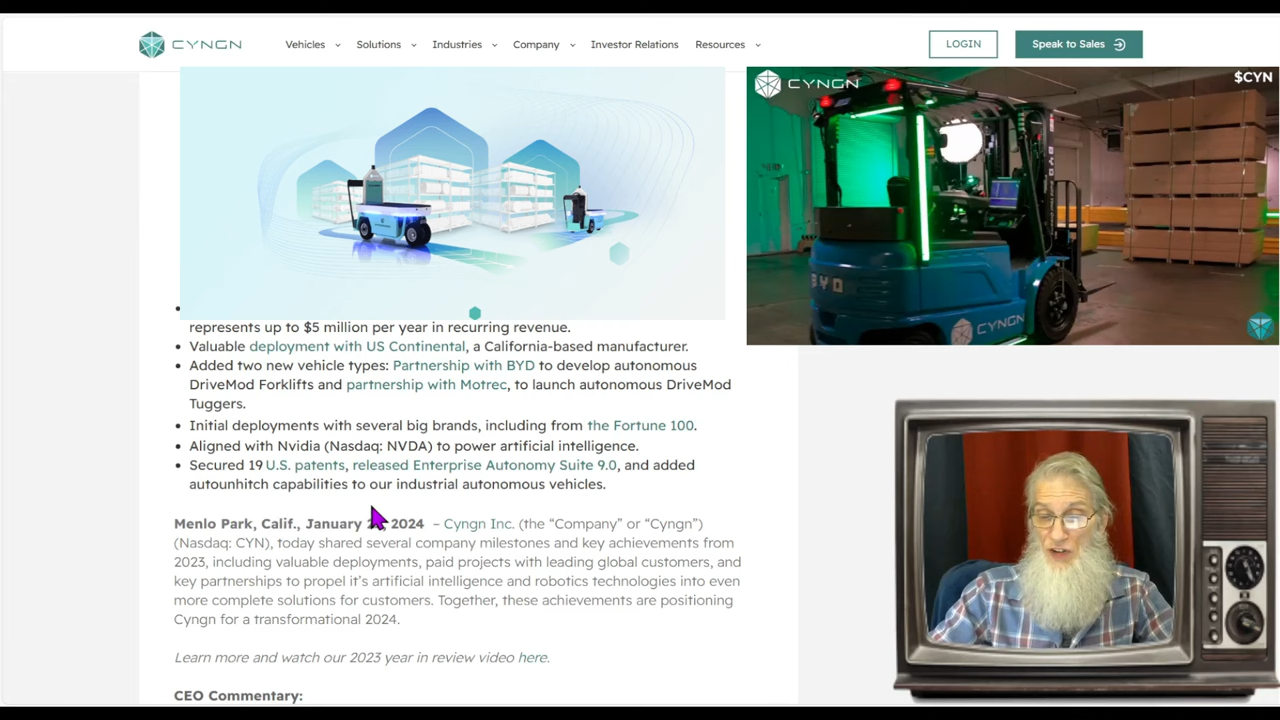 CYNGN
Vehicles
Solutions
Industries
Company
Investor Relations
Resources
LOGIN
Speak to Sales
CYNGN
$CYN
BYD
CYNGN
represents up to $5 million per year in recurring revenue.
• Valuable deployment with US Continental, a California-based manufacturer.
• Added two new vehicle types: Partnership with BYD to develop autonomous
DriveMod Forklifts and partnership with Motrec, to launch autonomous DriveMod
Tuggers.
• Initial deployments with several big brands, including from the Fortune 100.
• Aligned with Nvidia (Nasdaq: NVDA) to power artificial intelligence.
• Secured 19 U.S. patents, released Enterprise Autonomy Suite 9.0, and added
autounhitch capabilities to our industrial autonomous vehicles.
Menlo Park, Calif., January 2024 – Cyngn Inc. (the “Company” or “Cyngn”)
(Nasdaq: CYN), today shared several company milestones and key achievements from
2023, including valuable deployments, paid projects with leading global customers, and
key partnerships to propel it’s artificial intelligence and robotics technologies into even
more complete solutions for customers. Together, these achievements are positioning
Cyngn for a transformational 2024.
Learn more and watch our 2023 year in review video here.
CEO Commentary: